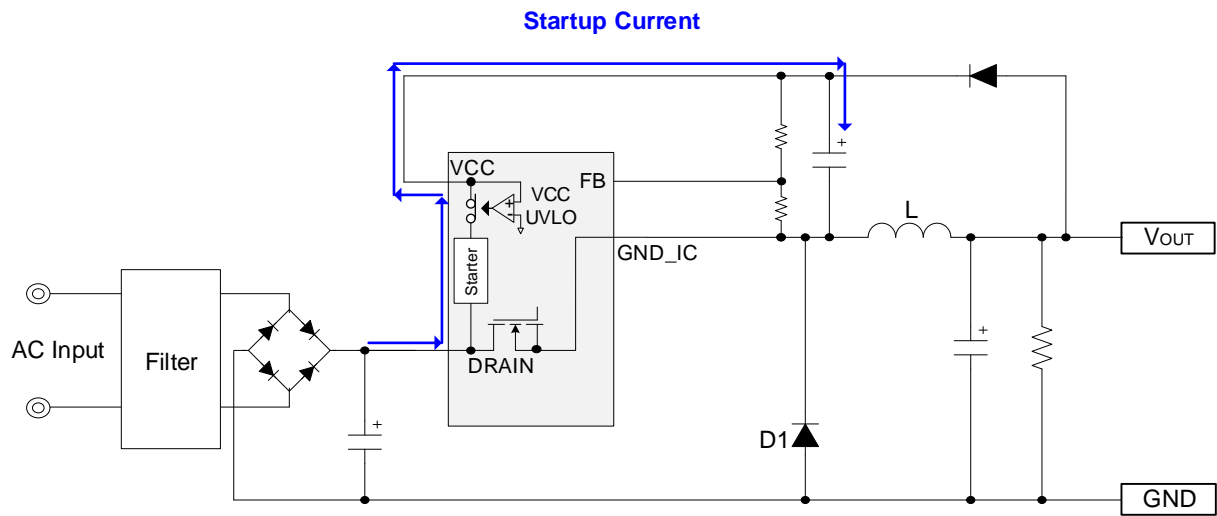 Startup Current
VCC
FB
VCC
UVLO
+
-
+
L
VOUT
GND_IC
Starter
AC Input
Filter
DRAIN
+
+
D1
GND